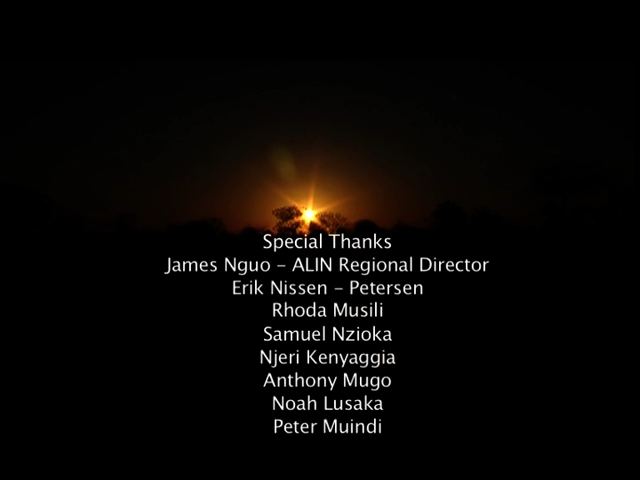 Special Thanks
James Nguo - ALIN Regional Director
Erik Nissen - Petersen
Rhoda Musili
Samuel Nzioka
Njeri Kenyaggia
Anthony Mugo
Noah Lusaka
Peter Muindi